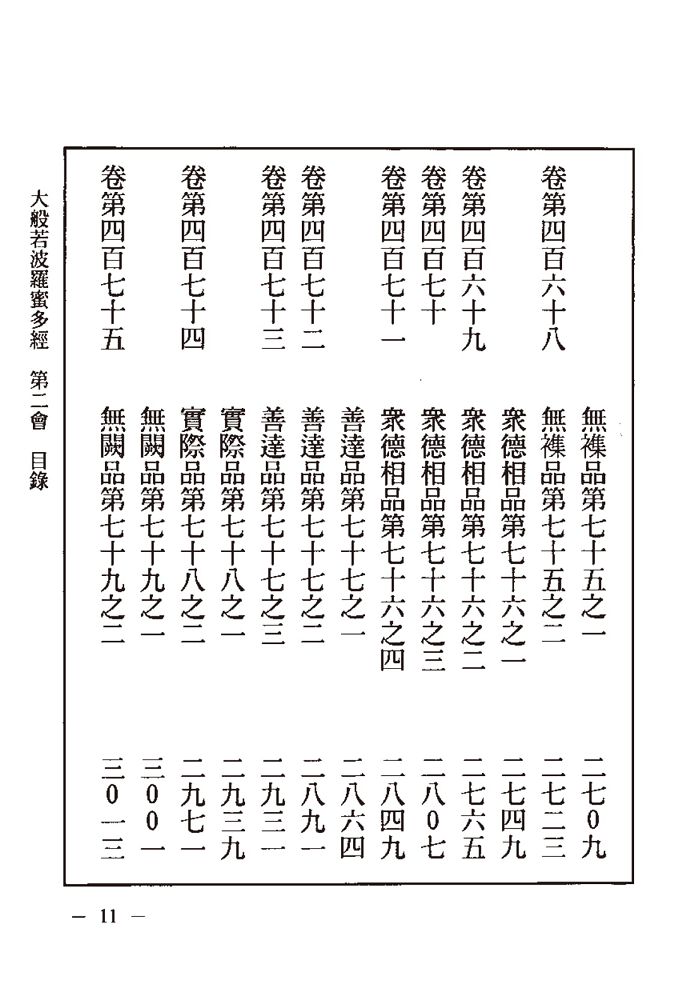 無襍品第七十五之一 二七0九
卷第四百六十八 無襍品第七十五之二 二七二三
衆德相品第七十六之一 二七四九
卷第四百六十九 衆德相品第七十六之二 二七六五
卷第四百七十 衆德相品第七十六之三 二八0七
卷第四百七十一 衆德相品第七十六之四 二八四九
善達品第七十七之一 二八六四
卷第四百七十二 善達品第七十七之二 二八九一
卷第四百七十三 善達品第七十七之三 二九三一
實際品第七十八之一 二九三九
卷第四百七十四 實際品第七十八之二 二九七一
無闕品第七十九之一 三00一
卷第四百七十五 無闕品第七十九之二 三0一三
大般若波羅蜜多經 第二會 目錄
— 11 —